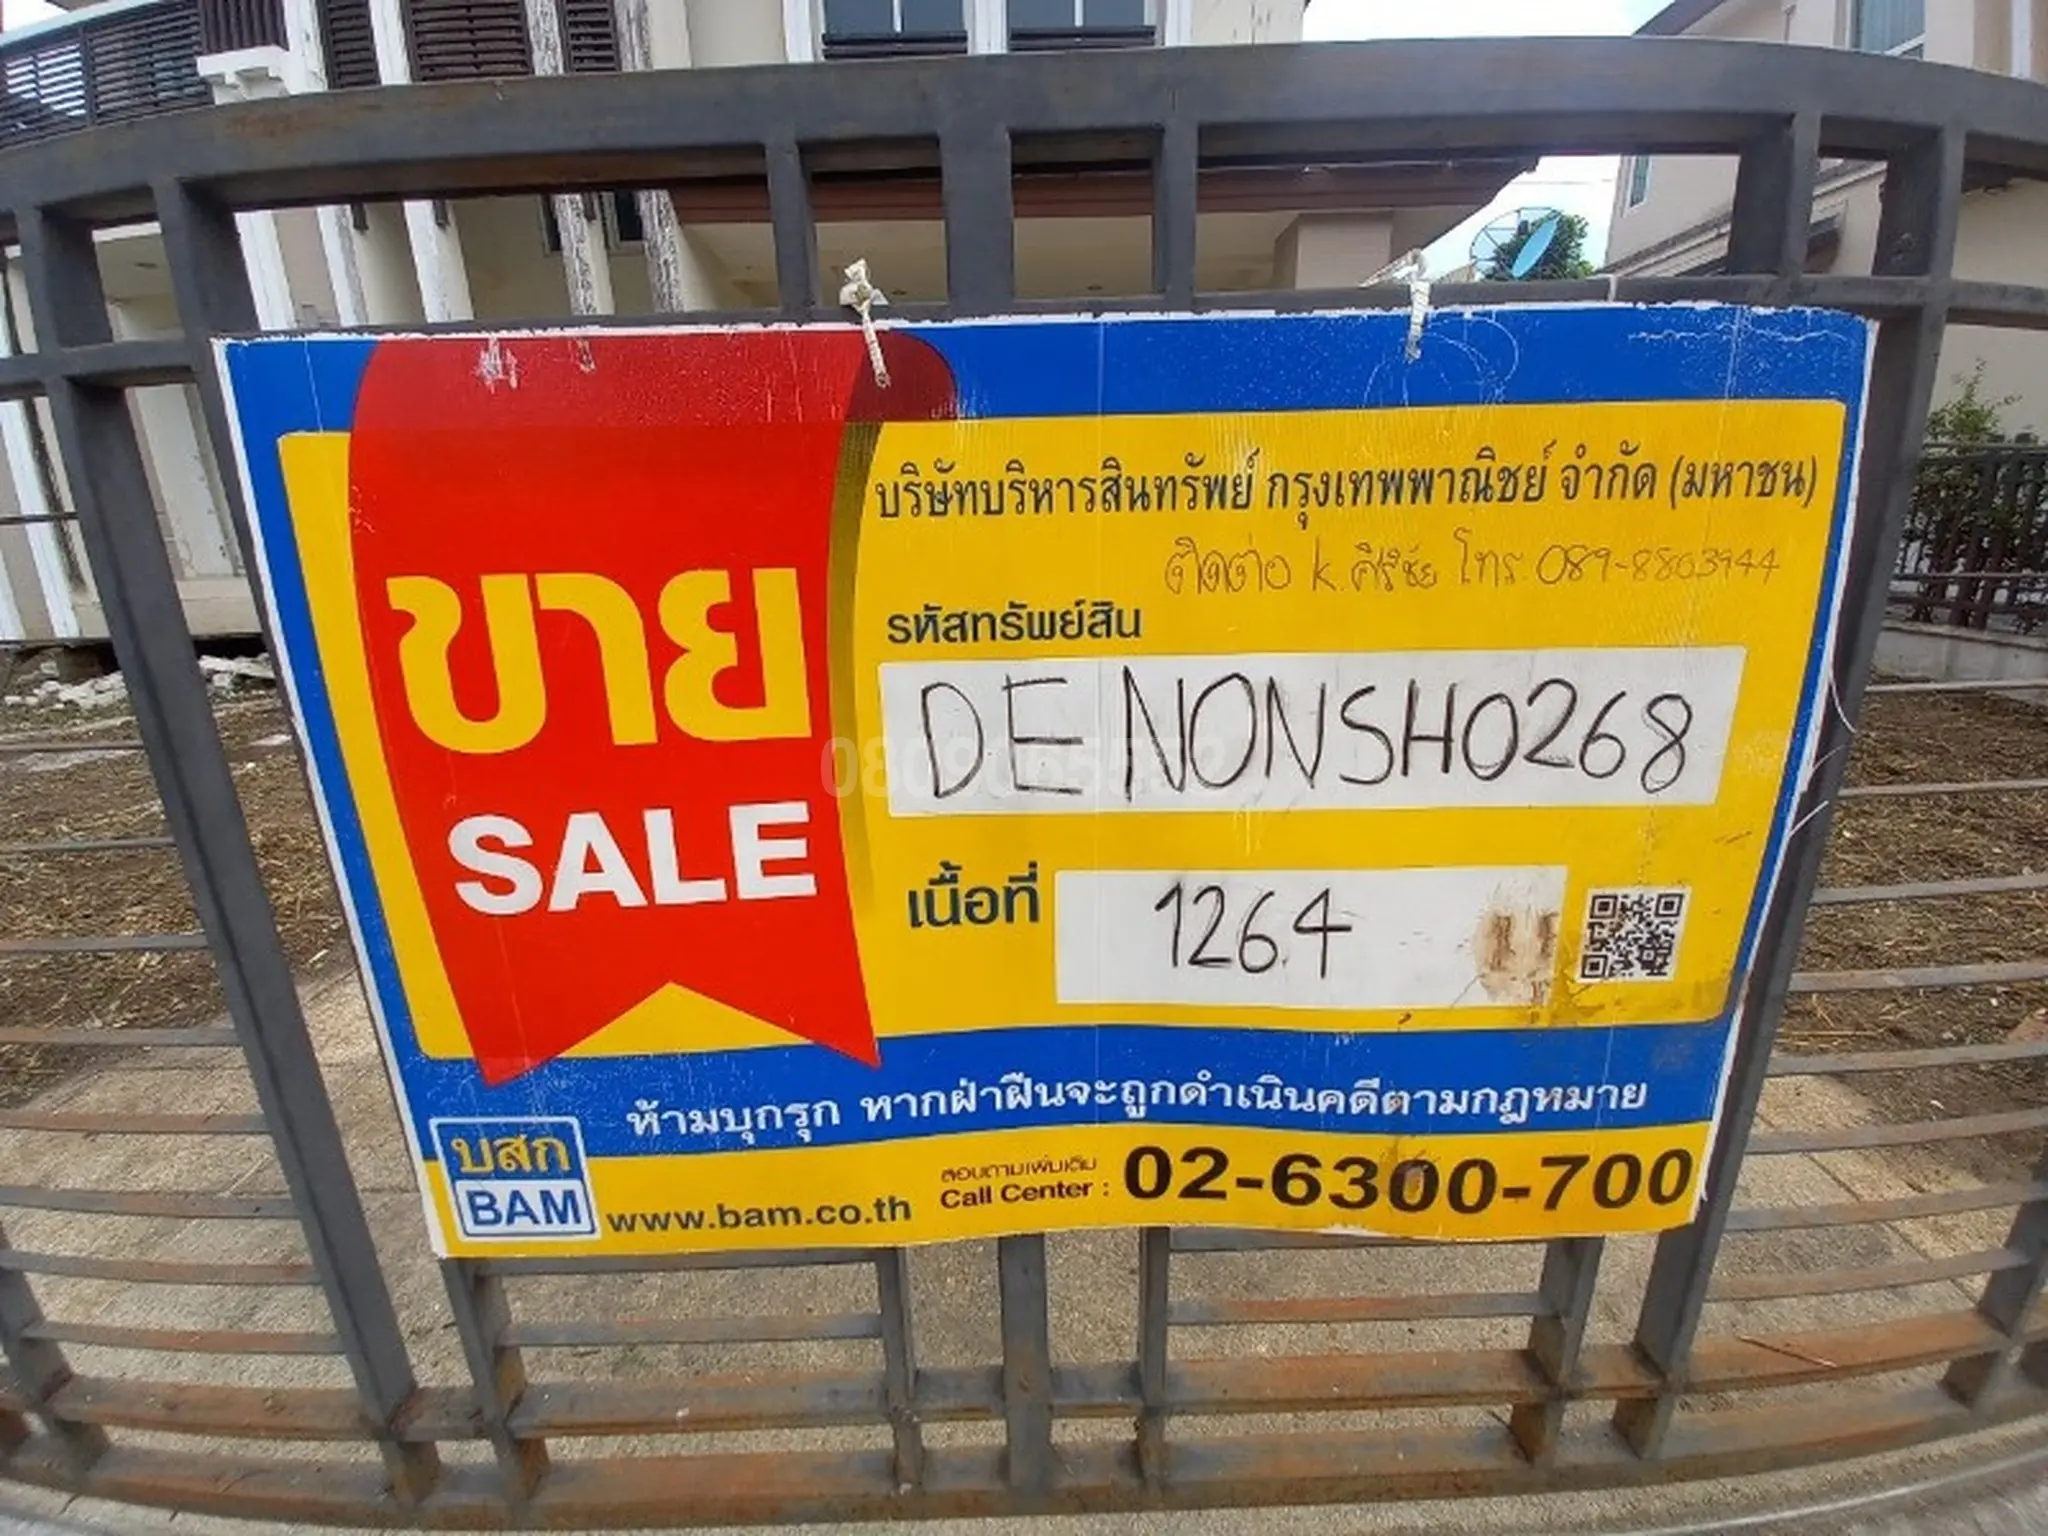 บริษัทบริหารสินทรัพย์ กรุงเทพพาณิชย์ จำกัด (มหาชน)
ติดต่อ k. ศิริชัย โทร. 089-8803944
รหัสทรัพย์สิน
DENONSH0268
ขาย
SALE
0809065552
เนื้อที่
126.4
ห้ามบุกรุก หากฝ่าฝืนจะถูกดำเนินคดีตามกฎหมาย
บสก
BAM
www.bam.co.th
สอบถามเพิ่มเติม
Call Center : 02-6300-700